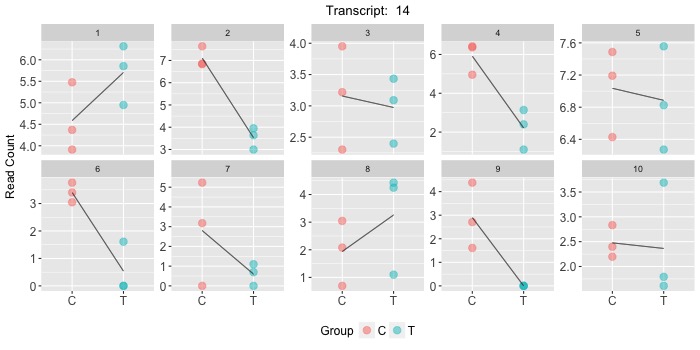 Transcript: 14
1 2 3 4 5
6.0 5.5 5.0 4.5 4.0
7 6 5 4 3
4.0 3.5 3.0 2.5
6 4 2
7.6 7.2 6.8 6.4
Read Count
6 7 8 9 10
3 2 1 0
5 4 3 2 1 0
4 3 2 1
4 3 2 1 0
3.5 3.0 2.5 2.0
C T C T C T C T C T
Group C T